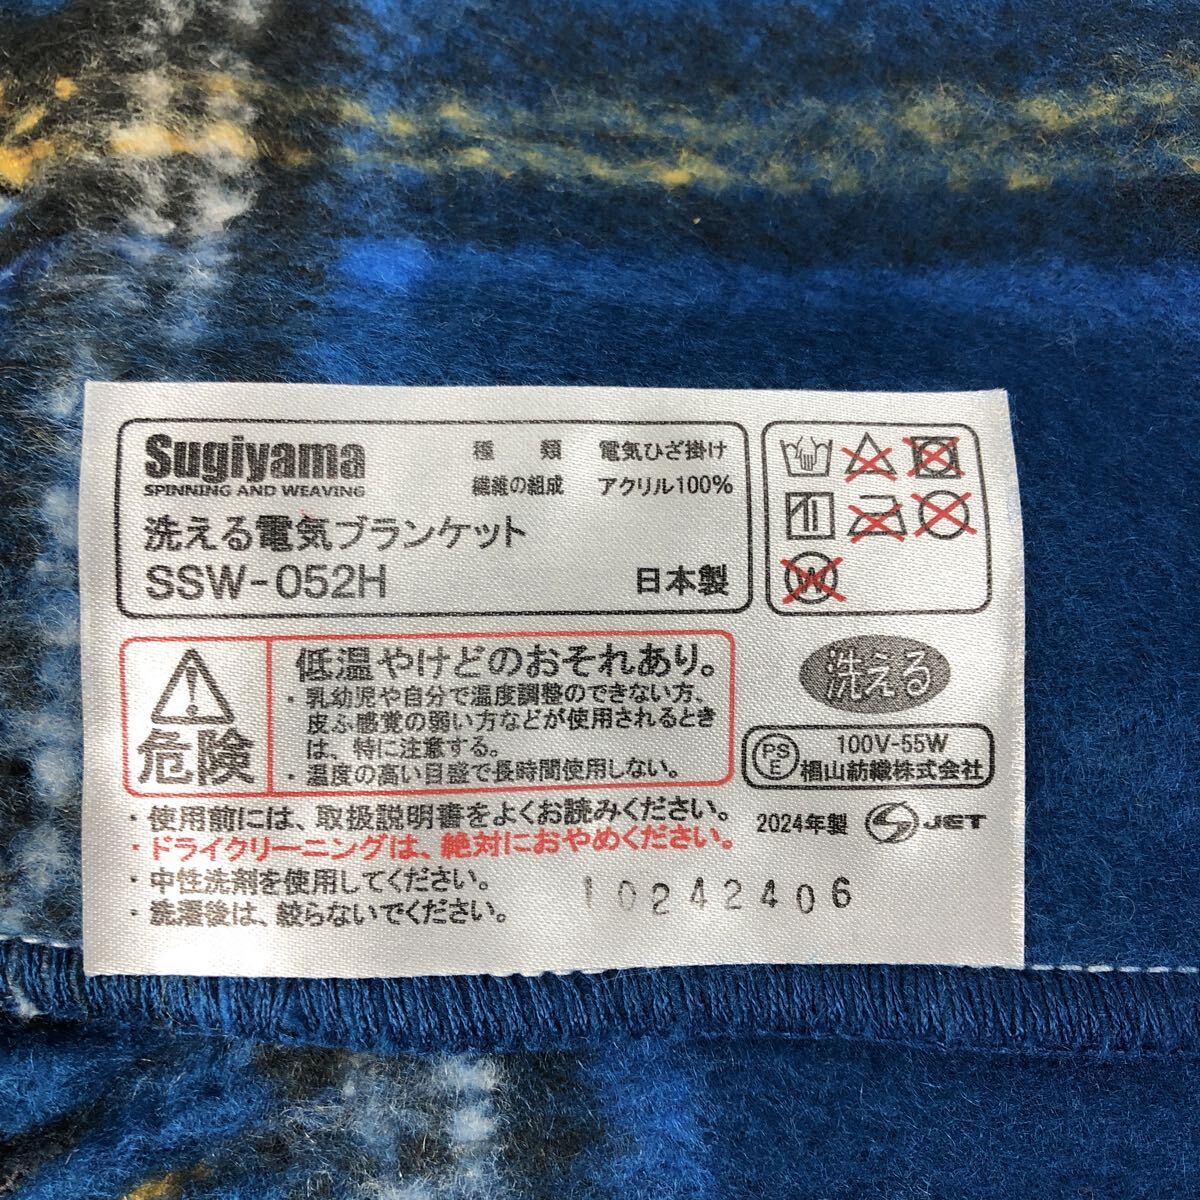 Sugiyama
SPINNING AND WEAVING
種 類 電気ひざ掛け
繊維の組成 アクリル100%
洗える電気ブランケット
SSW-052H
日本製
危険
低温やけどのおそれあり。
・乳幼児や自分で温度調整のできない方、
皮ふ感覚の弱い方などが使用されるとき
は、特に注意する。
・温度の高い目盛で長時間使用しない。
洗える
PS
E
100V-55W
椙山紡織株式会社
・使用前には、取扱説明書をよくお読みください。
・ドライクリーニングは、絶対におやめください。
・中性洗剤を使用してください。
・洗濯後は、絞らないでください。
2024年製
JET
10242406